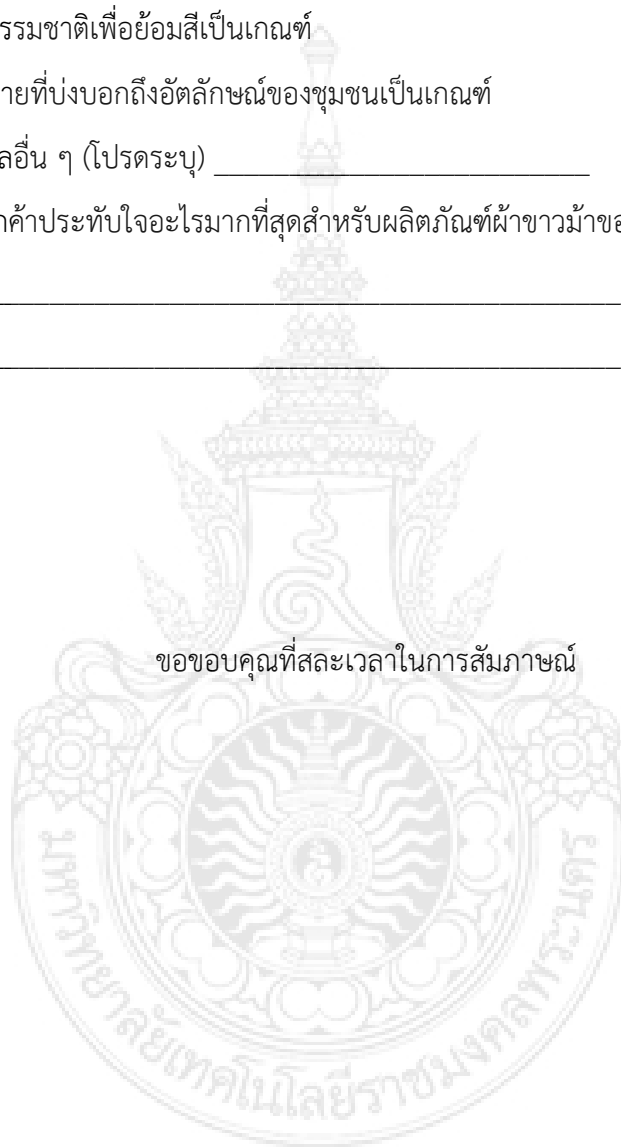 รรมชาติเพื่อย้อมสีเป็นเกณฑ์
ายที่บ่งบอกถึงอัตลักษณ์ของชุมชนเป็นเกณฑ์
ลอื่น ๆ (โปรดระบุ) _________________________
กค้าประทับใจอะไรมากที่สุดสำหรับผลิตภัณฑ์ผ้าขาวม้าขอ
ขอขอบคุณที่สละเวลาในการสัมภาษณ์
มหาวิทยาลัยเทคโนโลยีราชมงคลพระนคร